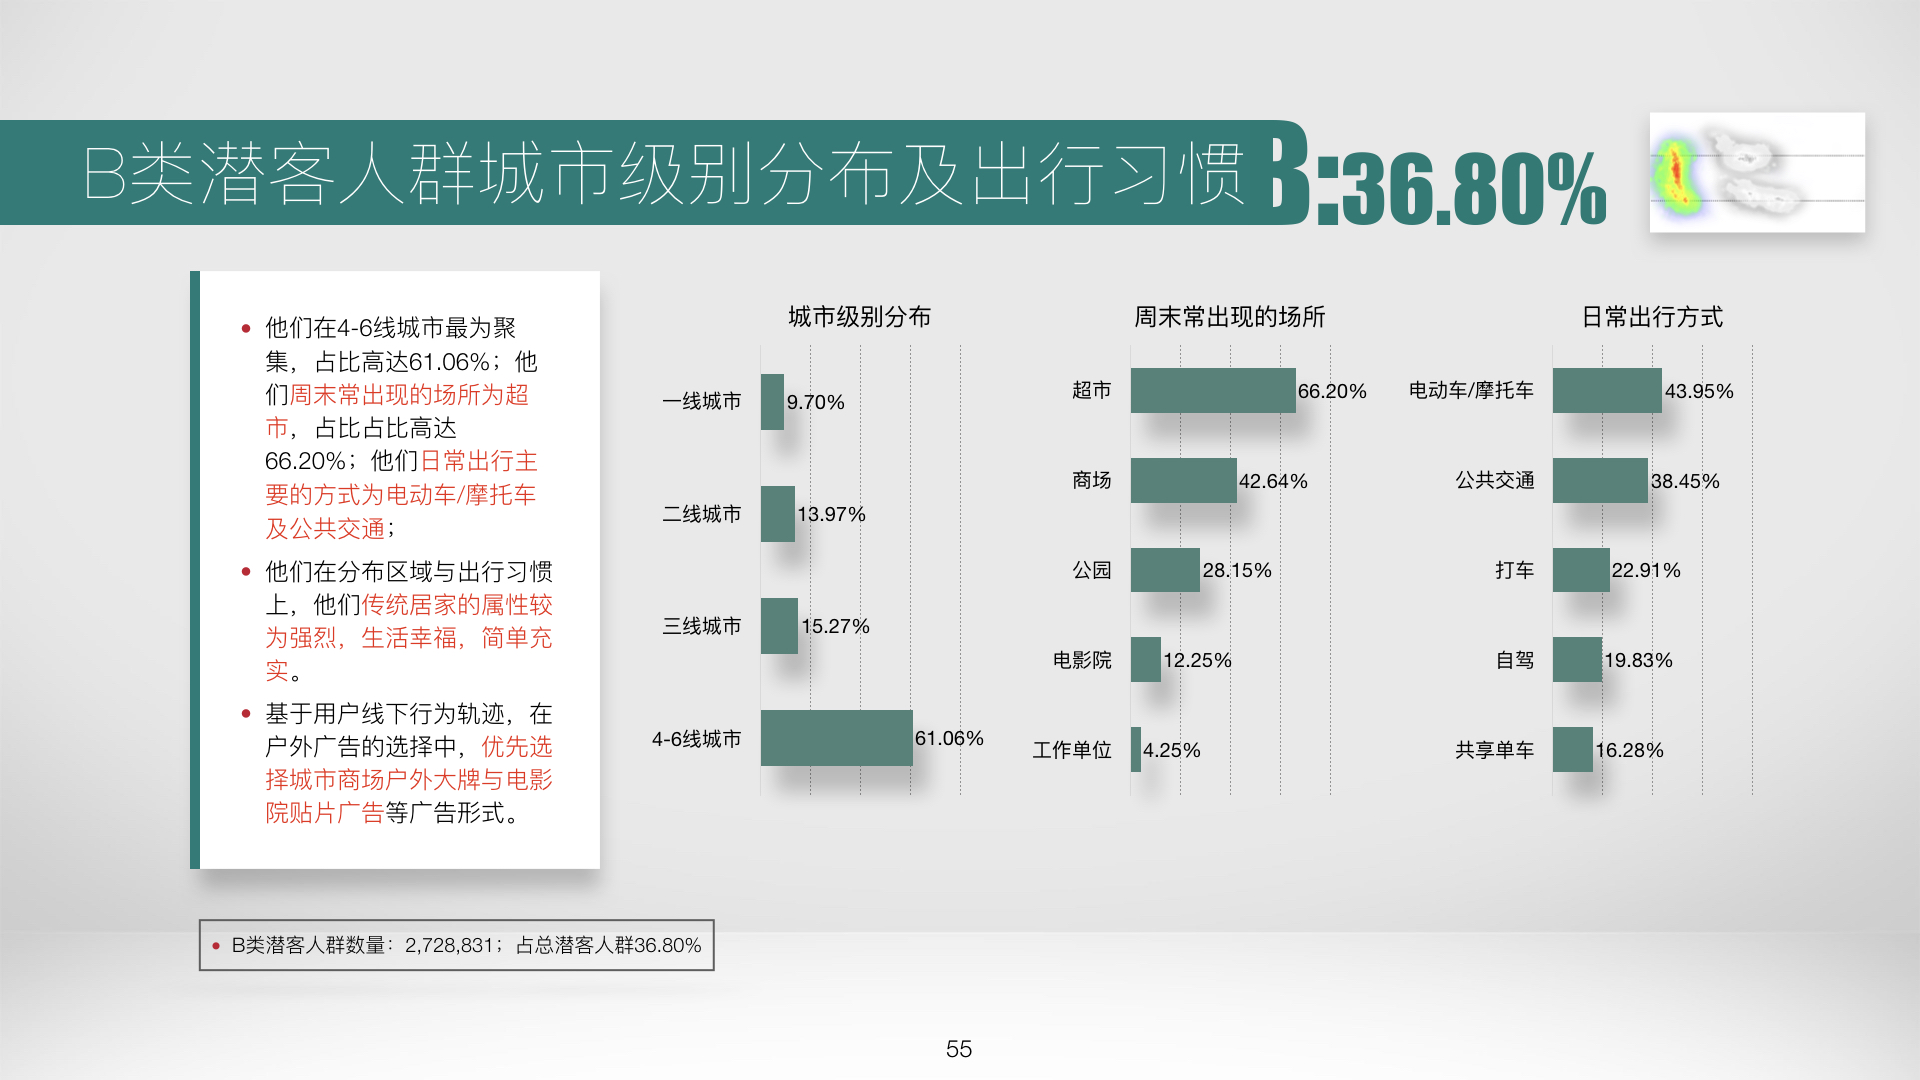 B类潜客人群城市级别分布及出行习惯
B:36.80%
他们在4-6线城市最为聚
集，占比高达61.06%；他
们周末常出现的场所为超
市，占比占比高达
66.20%；他们日常出行主
要的方式为电动车/摩托车
及公共交通；
他们在分布区域与出行习惯
上，他们传统居家的属性较
为强烈，生活幸福，简单充
实。
基于用户线下行为轨迹，在
户外广告的选择中，优先选
择城市商场户外大牌与电影
院贴片广告等广告形式。
城市级别分布
一线城市 9.70%
二线城市 13.97%
三线城市 15.27%
4-6线城市 61.06%
周末常出现的场所
超市 66.20%
商场 42.64%
公园 28.15%
电影院 12.25%
工作单位 4.25%
日常出行方式
电动车/摩托车 43.95%
公共交通 38.45%
打车 22.91%
自驾 19.83%
共享单车 16.28%
B类潜客人群数量：2,728,831；占总潜客人群36.80%
55